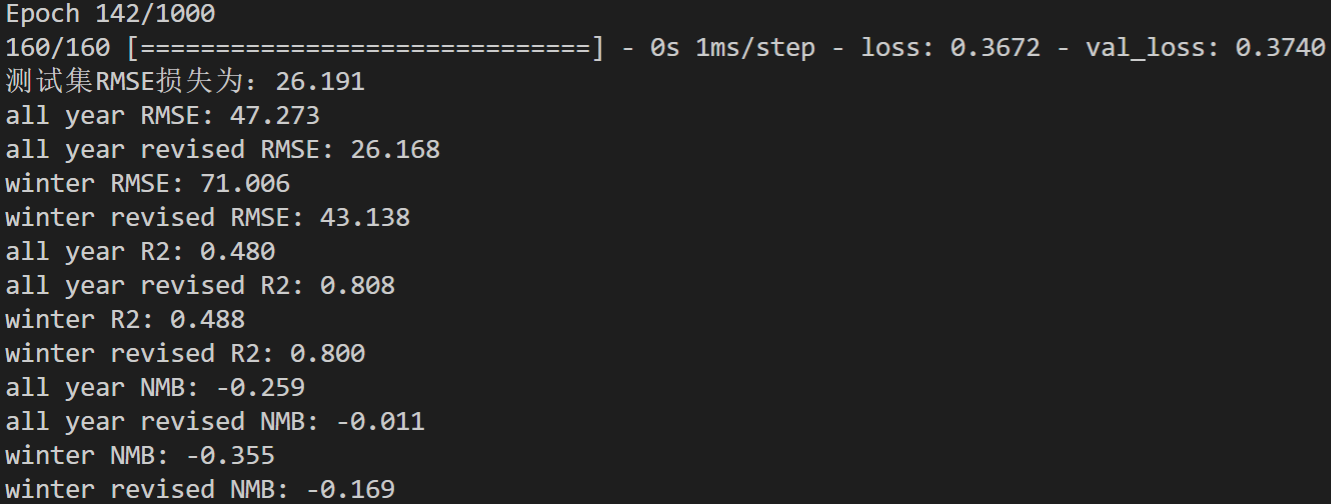 Epoch 142/1000
160/160 [==============================] - 0s 1ms/step - loss: 0.3672 - val_loss: 0.3740
测试集RMSE损失为：26.191
all year RMSE: 47.273
all year revised RMSE: 26.168
winter RMSE: 71.006
winter revised RMSE: 43.138
all year R2: 0.480
all year revised R2: 0.808
winter R2: 0.488
winter revised R2: 0.800
all year NMB: -0.259
all year revised NMB: -0.011
winter NMB: -0.355
winter revised NMB: -0.169